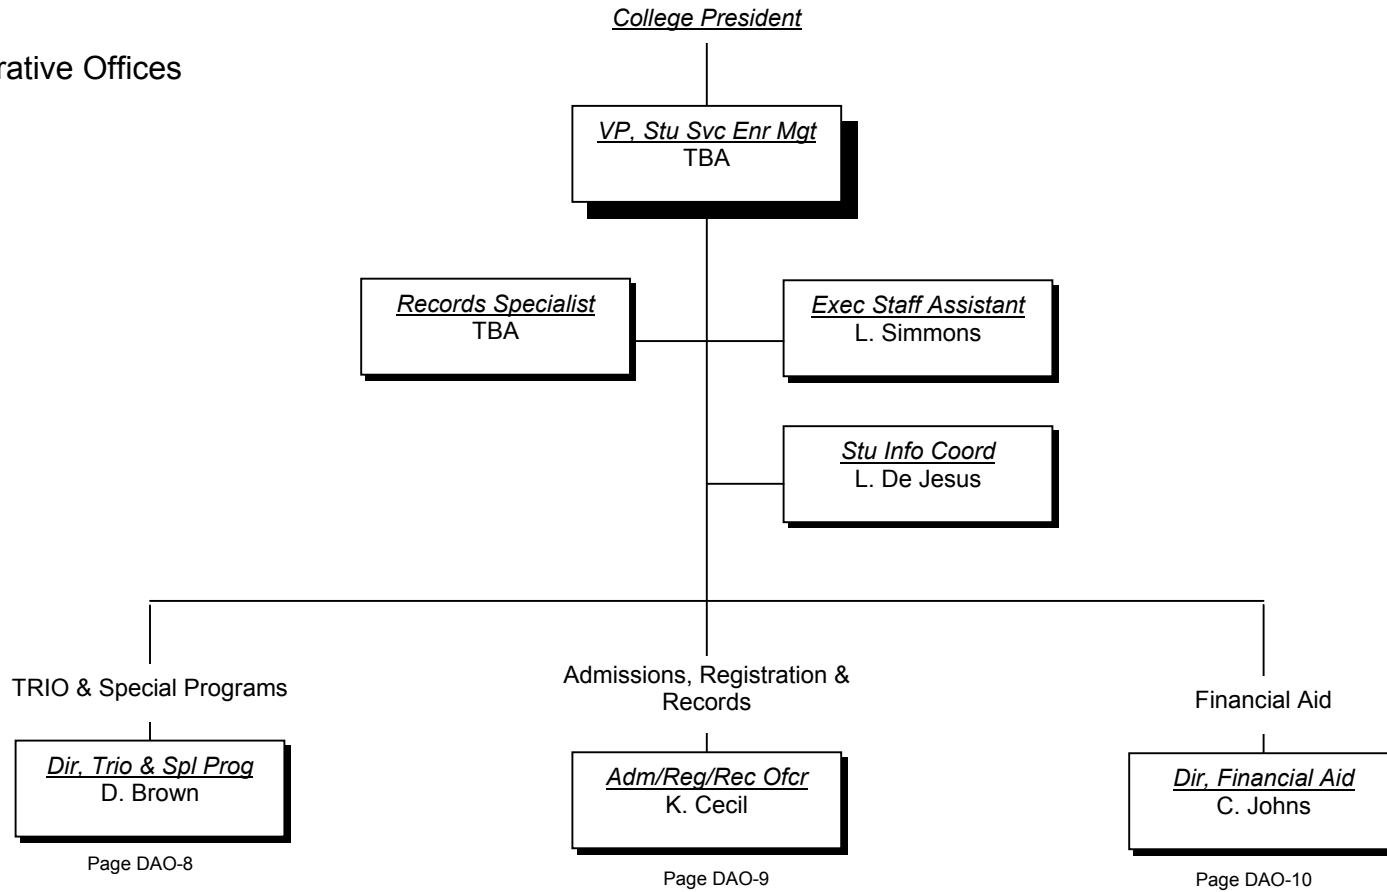 College President
rative Offices
VP, Stu Svc Enr Mgt
TBA
Records Specialist
TBA
Exec Staff Assistant
L. Simmons
Stu Info Coord
L. De Jesus
TRIO & Special Programs
Admissions, Registration &
Records
Financial Aid
Dir, Trio & Spl Prog
D. Brown
Adm/Reg/Rec Ofcr
K. Cecil
Dir, Financial Aid
C. Johns
Page DAO-8
Page DAO-9
Page DAO-10